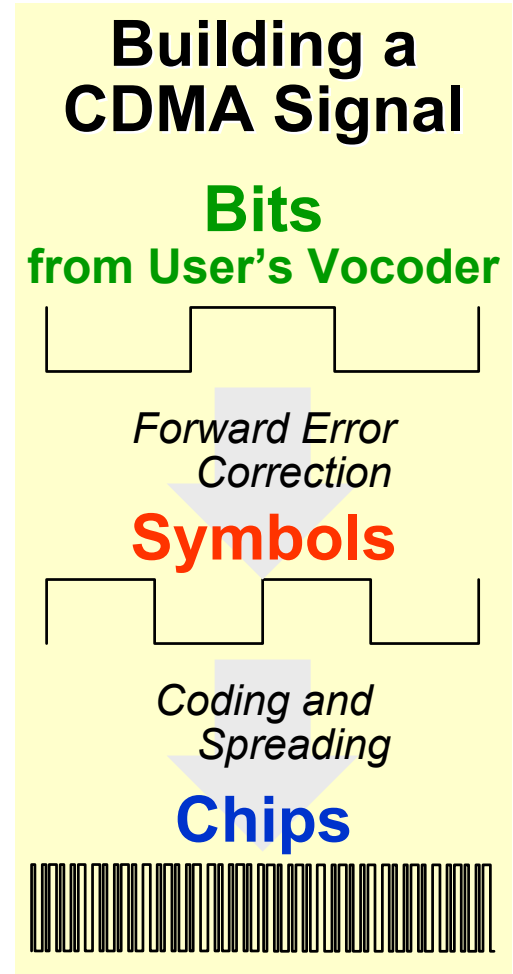 Building a
CDMA Signal
Bits
from User’s Vocoder
Forward Error
Correction
Symbols
Coding and
Spreading
Chips